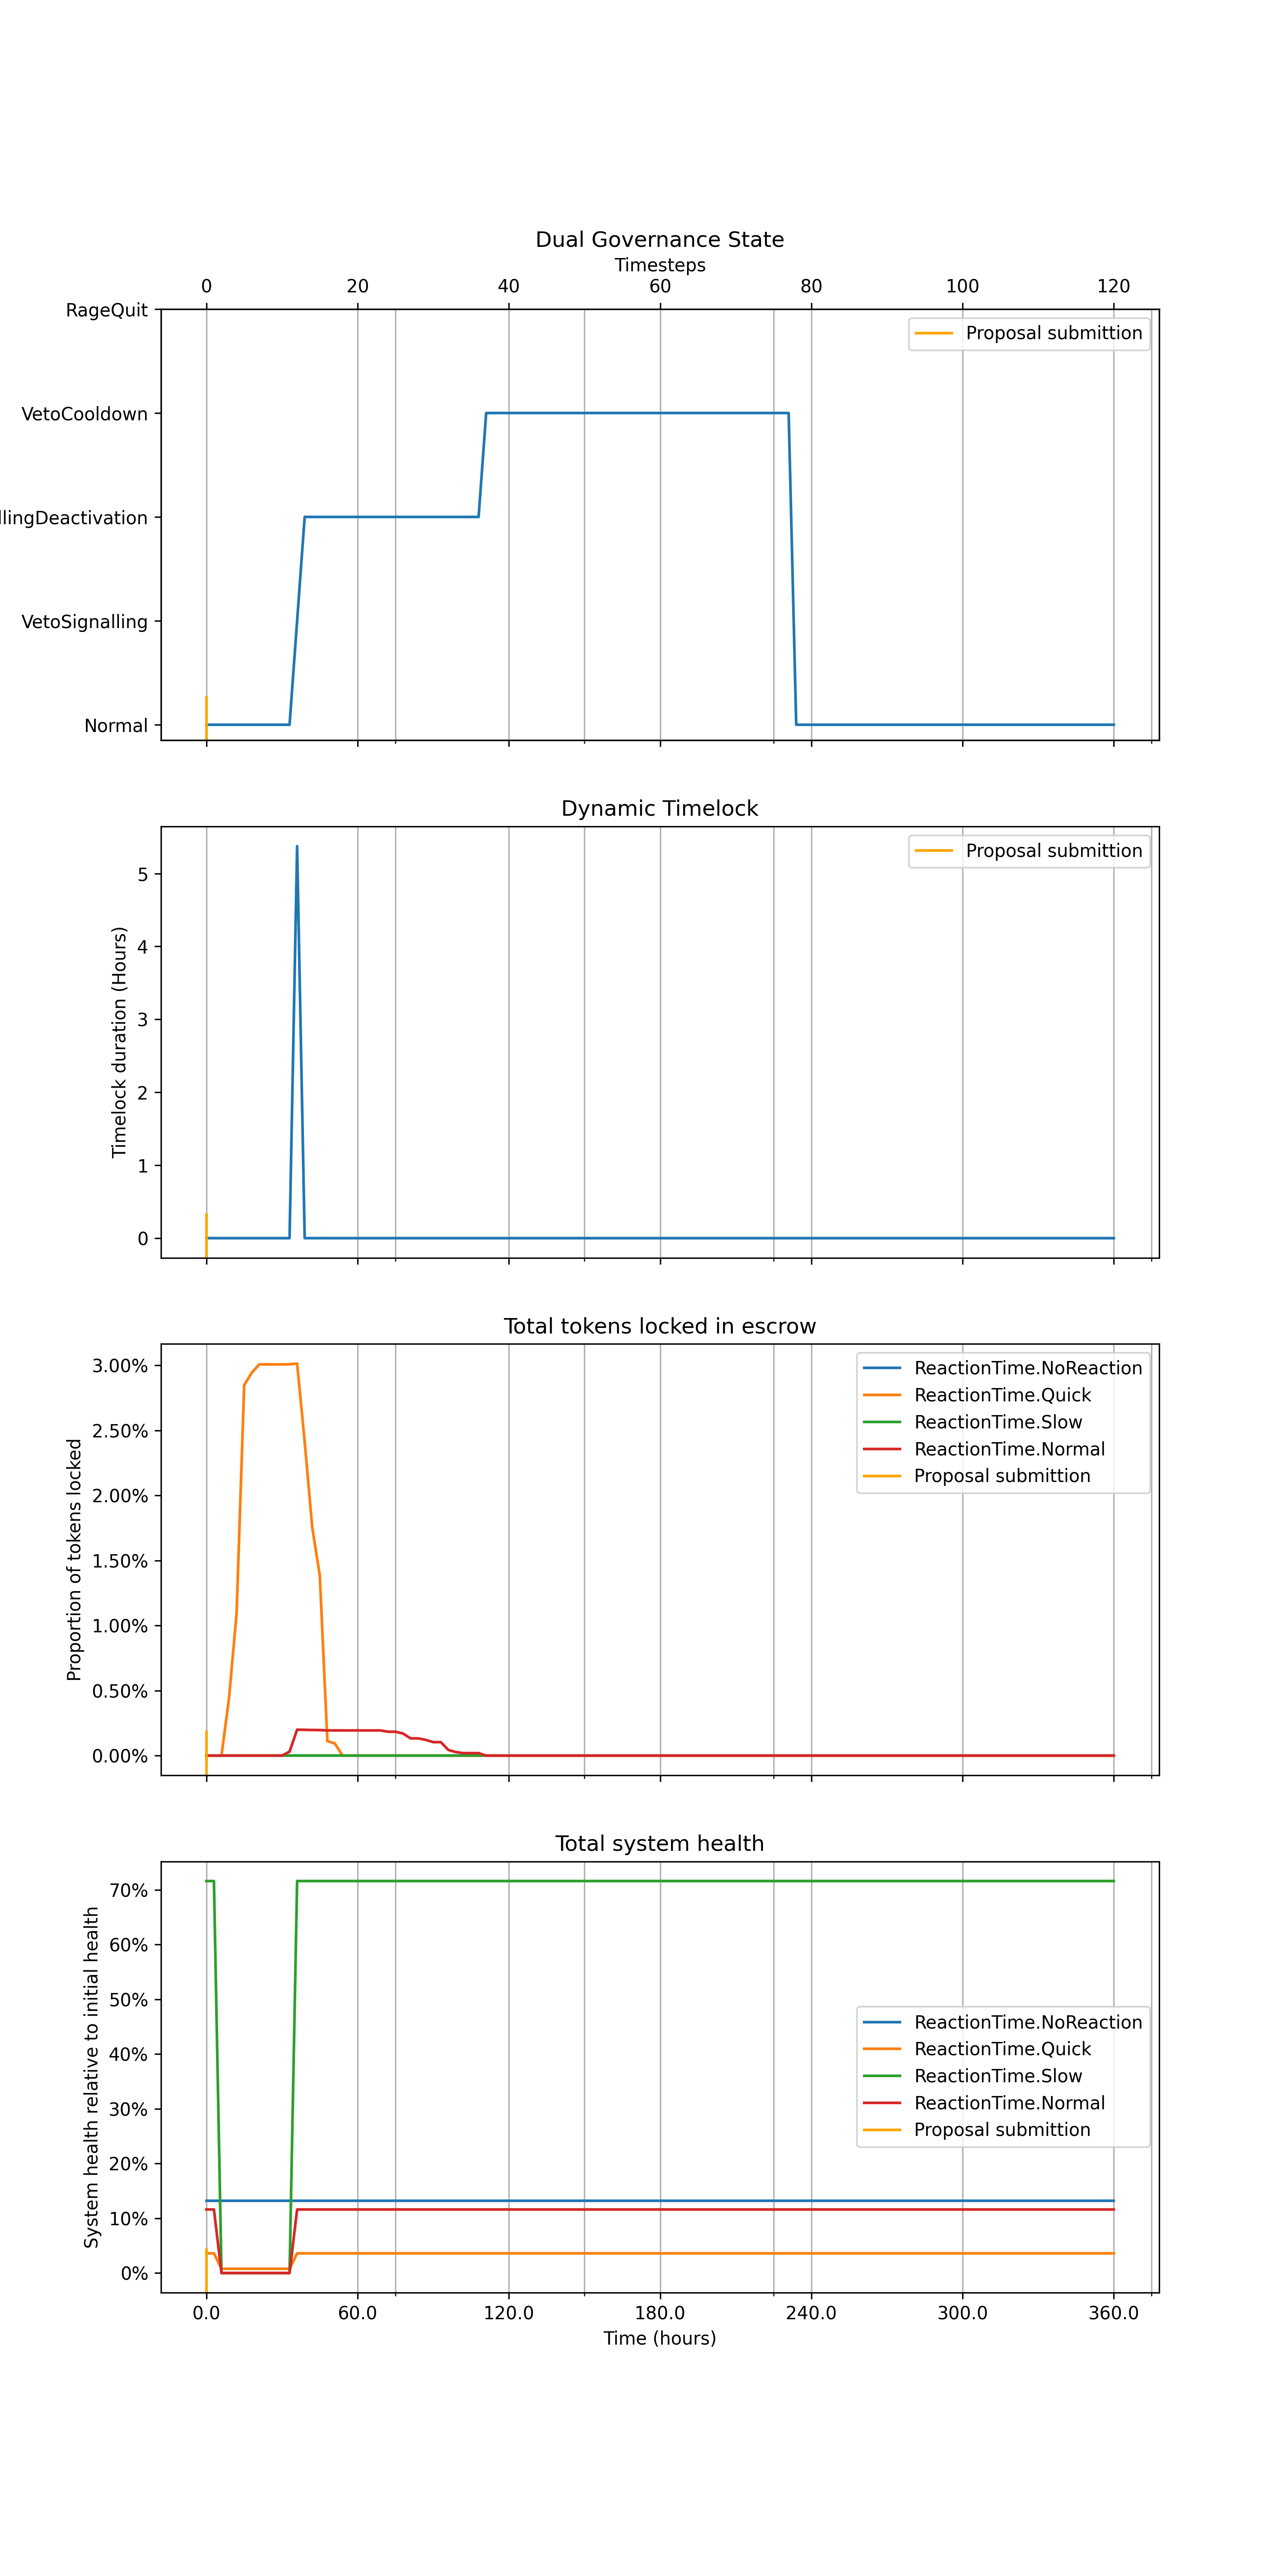 Dual Governance State
Timesteps
0 20 40 60 80 100 120
RageQuit
VetoCooldown
llingDeactivation
VetoSignalling
Normal
Proposal submittion
Dynamic Timelock
Timelock duration (Hours)
5
4
3
2
1
0
Proposal submittion
Total tokens locked in escrow
Proportion of tokens locked
3.00%
2.50%
2.00%
1.50%
1.00%
0.50%
0.00%
ReactionTime.NoReaction
ReactionTime.Quick
ReactionTime.Slow
ReactionTime.Normal
Proposal submittion
Total system health
System health relative to initial health
70%
60%
50%
40%
30%
20%
10%
0%
ReactionTime.NoReaction
ReactionTime.Quick
ReactionTime.Slow
ReactionTime.Normal
Proposal submittion
0.0 60.0 120.0 180.0 240.0 300.0 360.0
Time (hours)